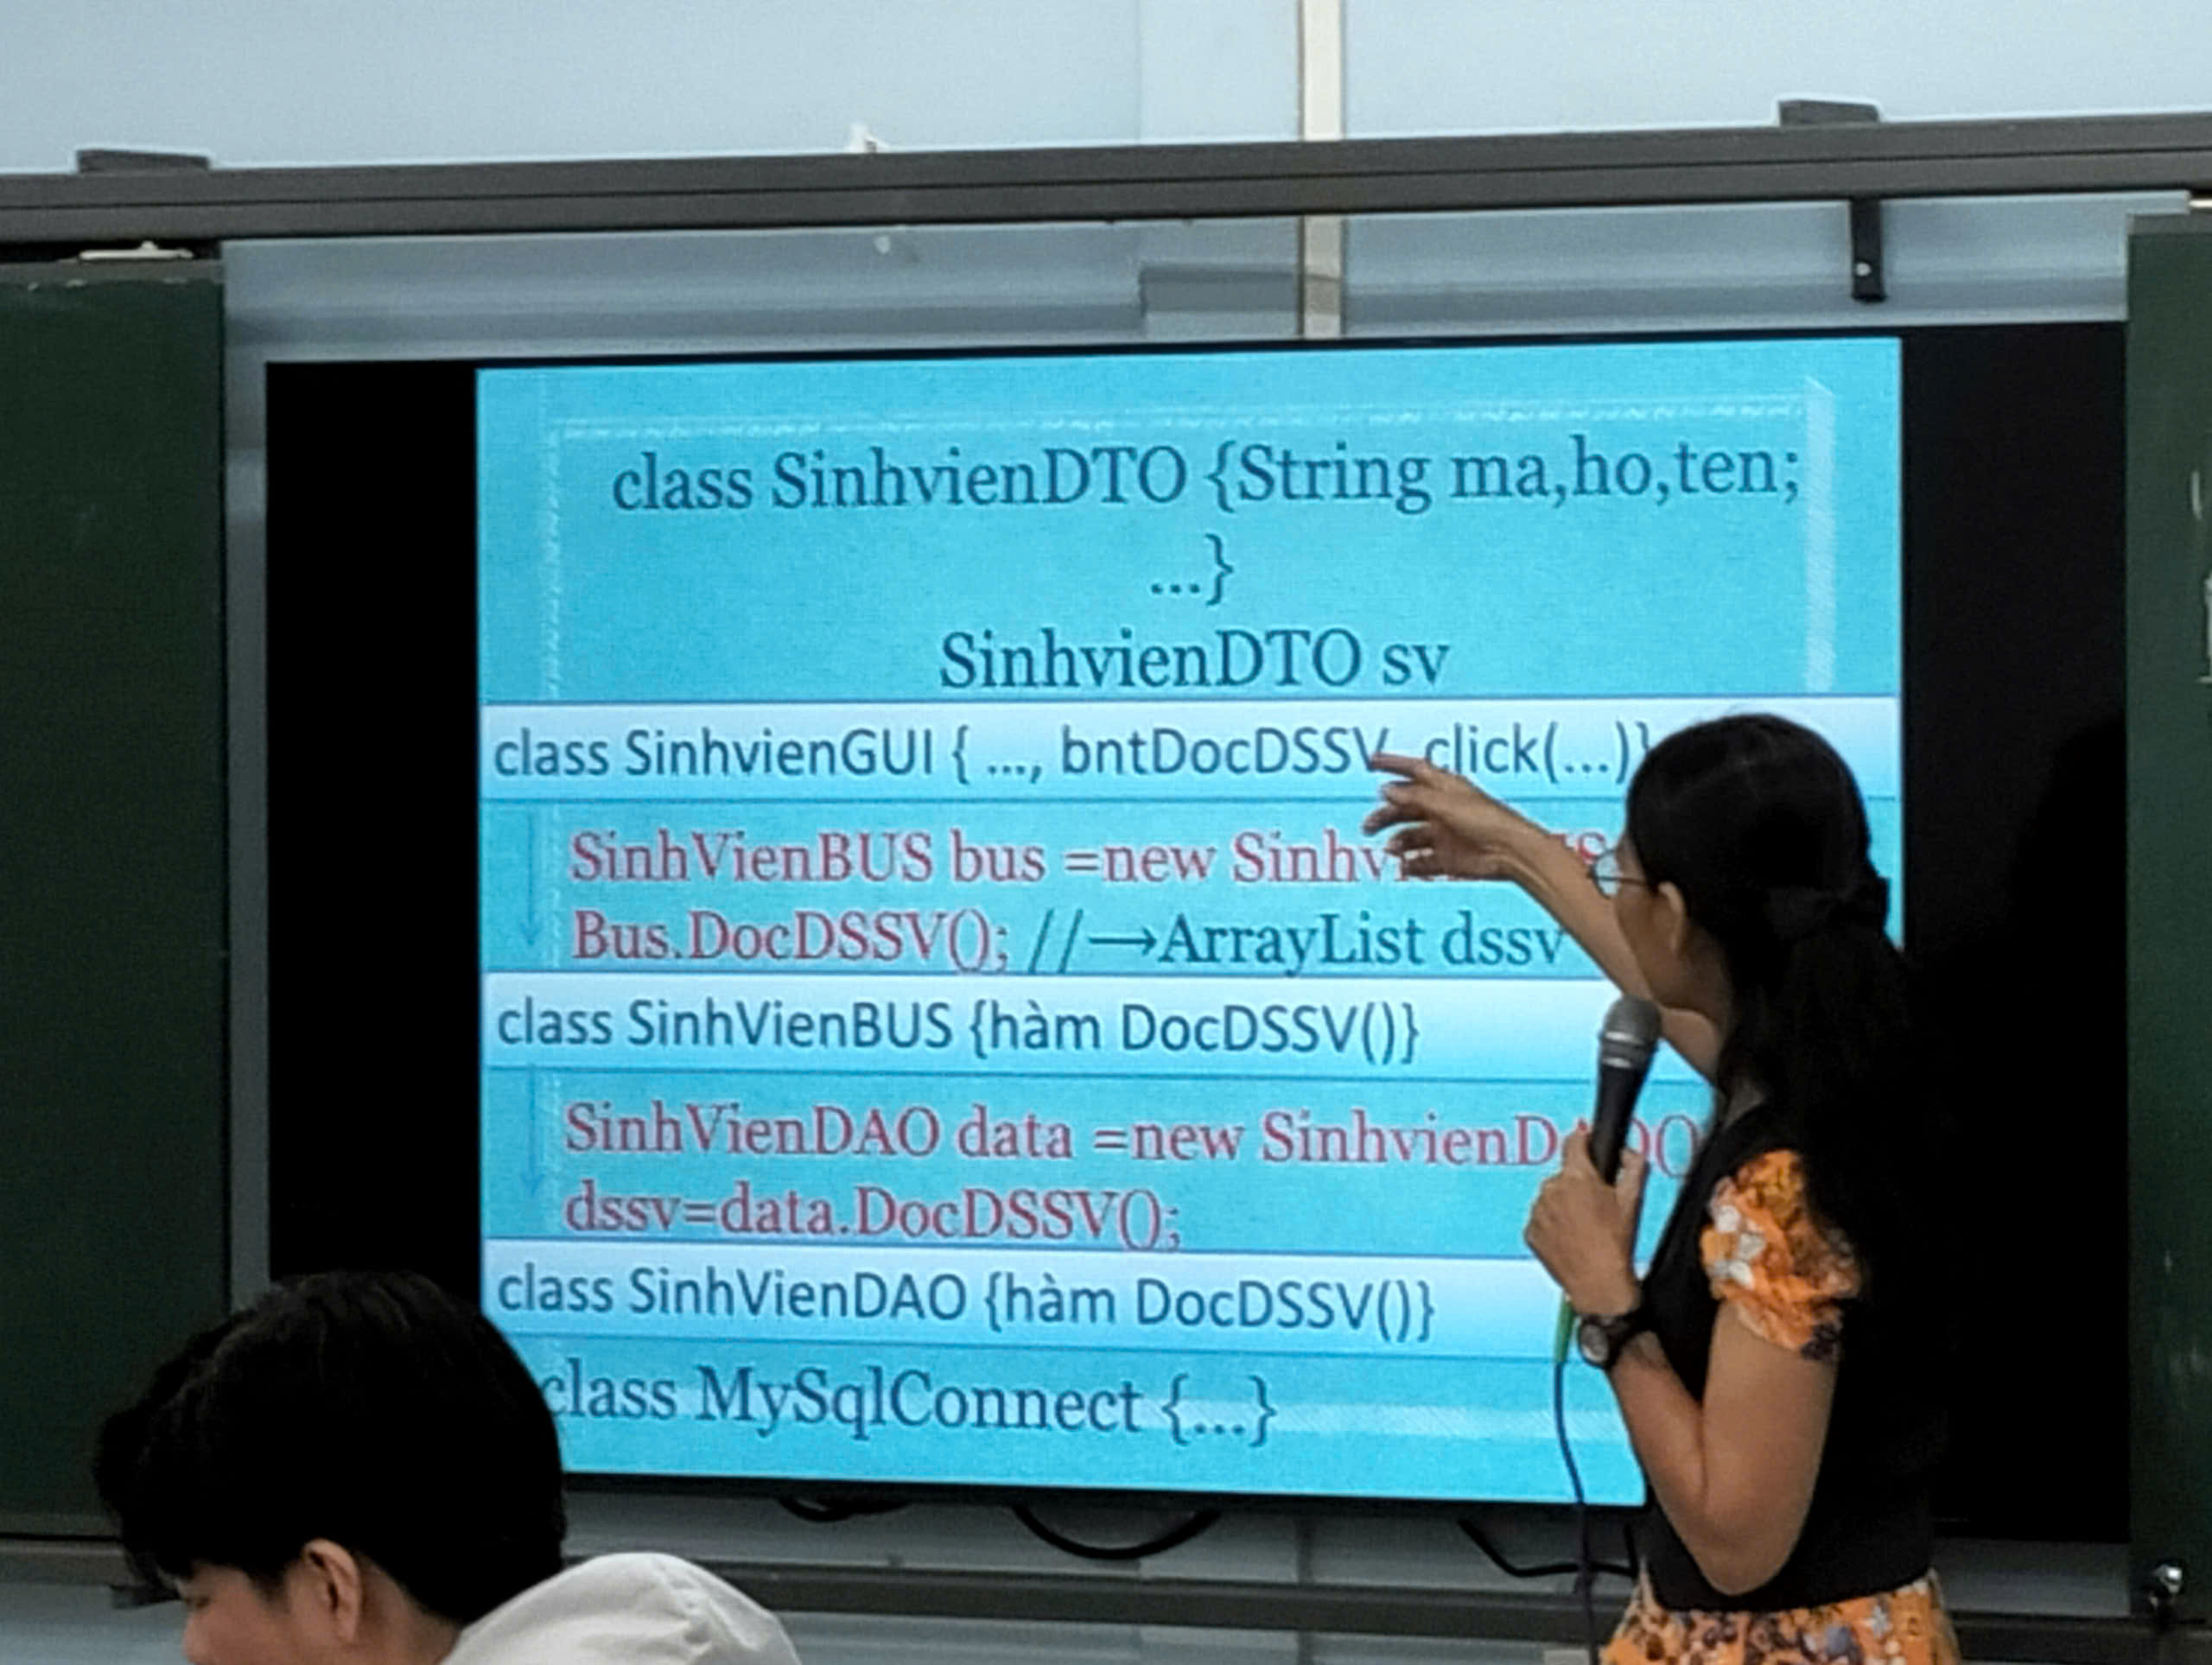 class SinhvienDTO {String ma,ho,ten;
...}
SinhvienDTO sv
class SinhvienGUI { ..., bntDocDSSV click(...)}
SinhVienBUS bus =new
Bus.DocDSSV(); //→ArrayList dssv
class SinhVienBUS {hàm DocDSSV()}
SinhVienDAO data =new
dssv=data.DocDSSV();
class SinhVienDAO {hàm DocDSSV()}
class MySqlConnect {...}